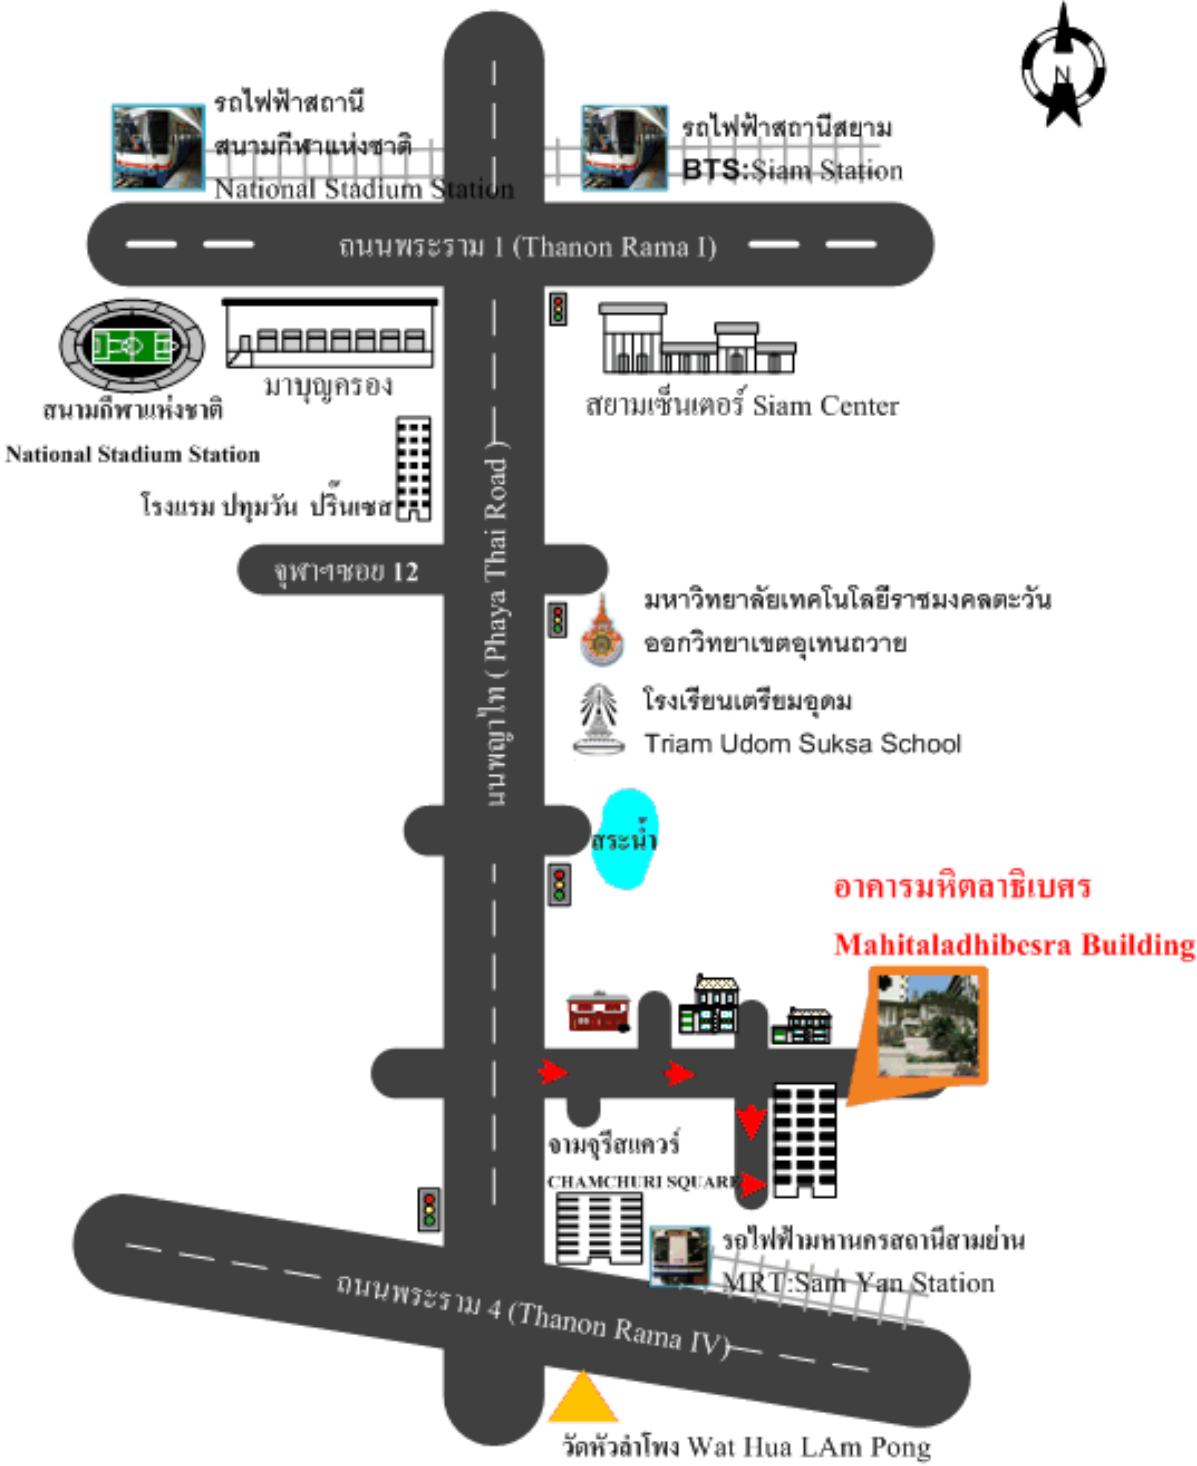 N
รถไฟฟ้าสถานี
สนามกีฬาแห่งชาติ
National Stadium Station
รถไฟฟ้าสถานีสยาม
BTS:Siam Station
ถนนพระราม 1 (Thanon Rama I)
สนามกีฬาแห่งชาติ
National Stadium Station
มาบุญครอง
สยามเซ็นเตอร์ Siam Center
โรงแรม ปทุมวัน ปริ๊นเซส
จุฬาฯซอย 12
นนพญาไท ( Phaya Thai Road )
มหาวิทยาลัยเทคโนโลยีราชมงคลตะวัน
ออกวิทยาเขตอุเทนถวาย
โรงเรียนเตรียมอุดม
Triam Udom Suksa School
สระน้ำ
อาคารมหิตลาธิเบศร
Mahitaladhibesra Building
จามจุรีสแควร์
CHAMCHURI SQUARE
รถไฟฟ้ามหานครสถานีสามย่าน
MRT:Sam Yan Station
ถนนพระราม 4 (Thanon Rama IV)
วัดหัวลำโพง Wat Hua LAm Pong